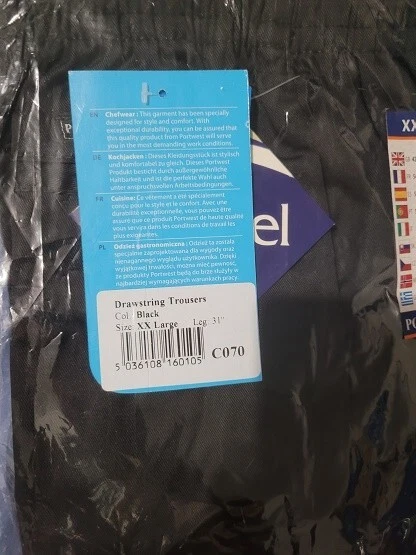 EN Chefwear : This garment has been specially
designed for style and comfort. With
exceptional durability, you can be assured that
this quality product from Portwest will serve
you in the most demanding work conditions.
DE Kochjacken : Dieses Kleidungsstück ist stylisch
und komfortabel zu gleich. Dieses Portwest
Produkt besticht durch außergewöhnliche
Haltbarkeit und ist die perfekte Wahl auch
unter anspruchsvollen Arbeitsbedingungen.
FR Cuisine: Ce vêtement a été spécialement
conçu pour le style et le confort. Avec une
durabilité exceptionnelle, vous pouvez être
assuré que ce produit Portwest de haute qualité
vous servira dans les conditions de travail les
plus exigeantes.
PL Odzież gastronomiczna : Odzież ta została
specjalnie zaprojektowana dla wygody oraz
nienagannego wyglądu użytkownika. Dzięki
wyjątkowej trwałości, można mieć pewność,
że produkty Portwest będą do brze służyły w
najbardziej wymagających warunkach pracy.
el
XX
Drawstring Trousers
Col: Black
Size XX Large Leg: 31"
5 036108 160105 C070
PO